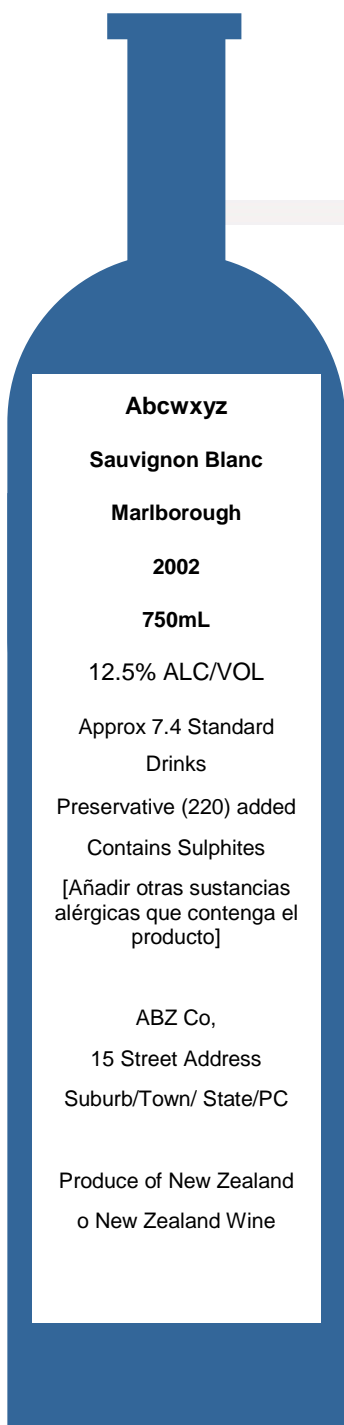 Abcwxyz
Sauvignon Blanc
Marlborough
2002
750mL
12.5% ALC/VOL
Approx 7.4 Standard
Drinks
Preservative (220) added
Contains Sulphites
[Añadir otras sustancias
alérgicas que contenga el
producto]
ABZ Co,
15 Street Address
Suburb/Town/ State/PC
Produce of New Zealand
o New Zealand Wine